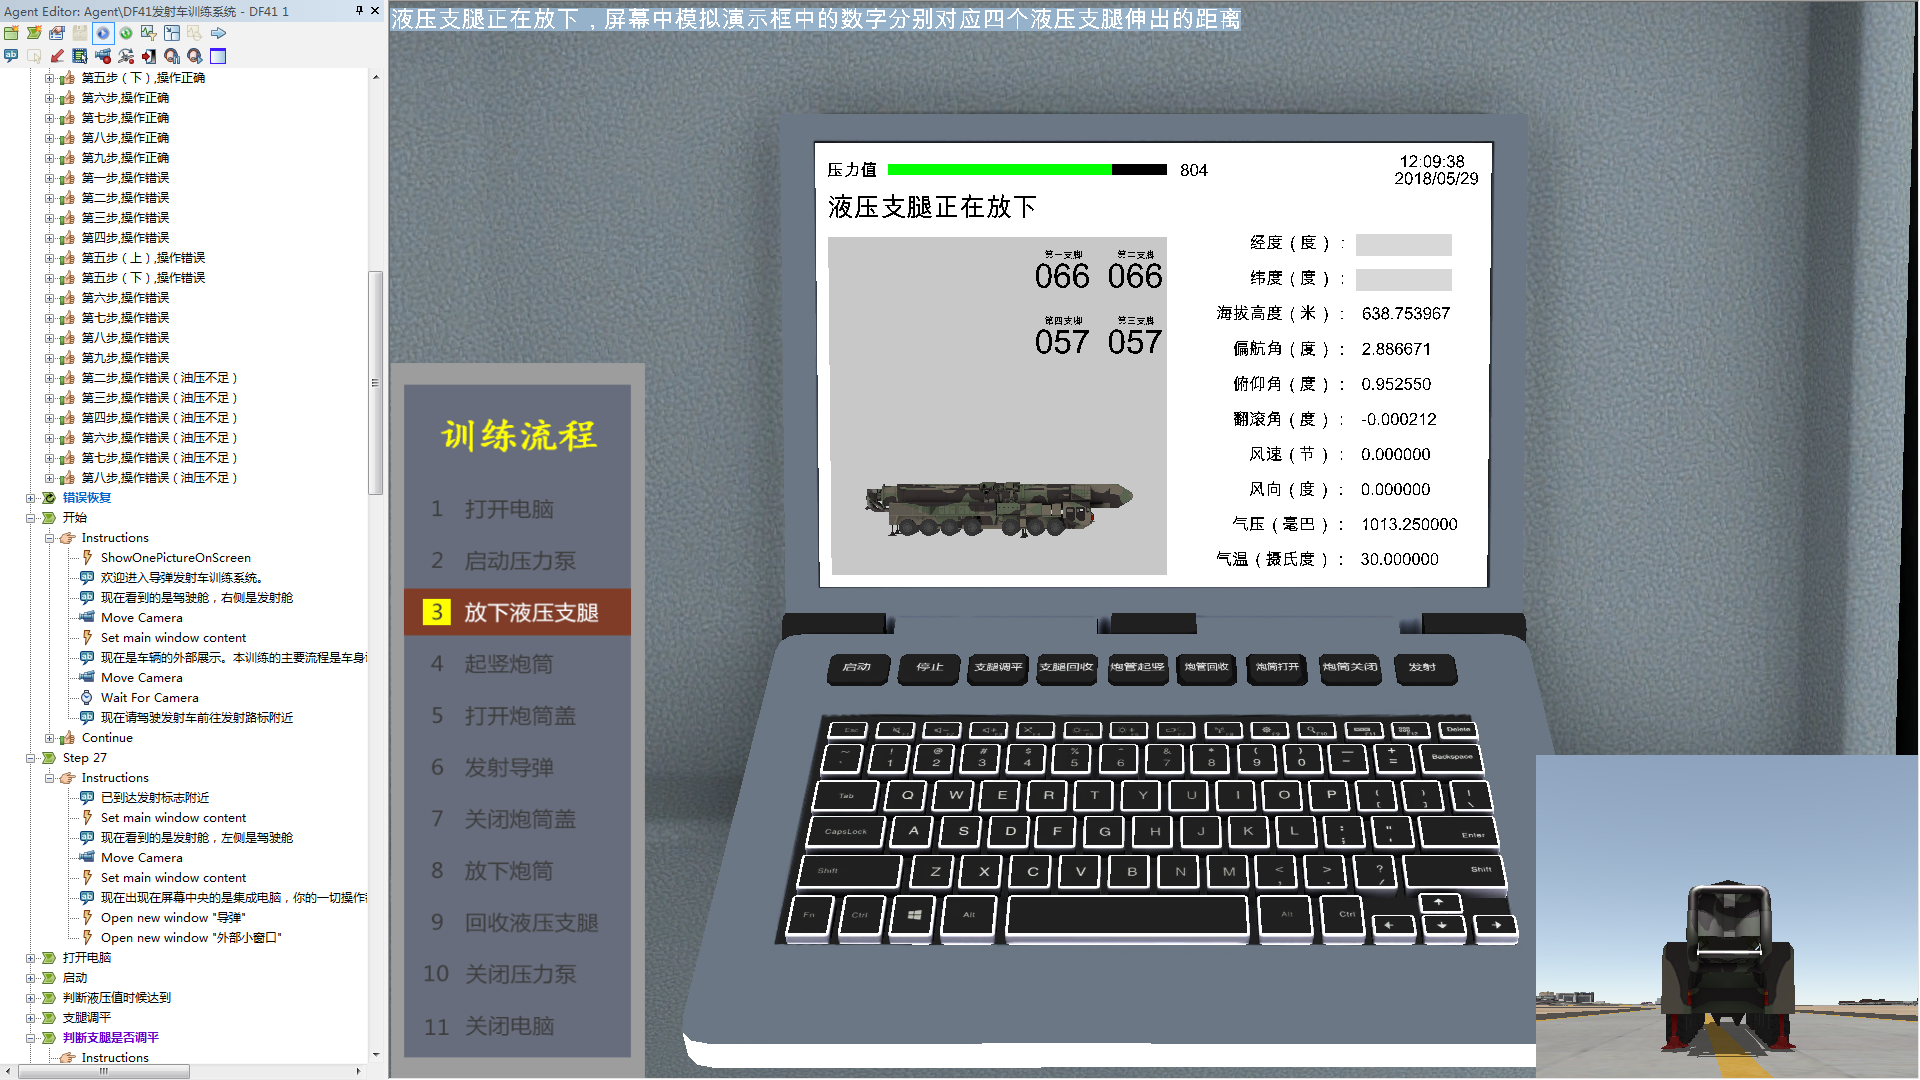 Agent Editor: Agent\DF41发射车训练系统 - DF41 1
第五步（下）,操作正确
第六步,操作正确
第七步,操作正确
第八步,操作正确
第九步,操作正确
第一步,操作错误
第二步,操作错误
第三步,操作错误
第四步,操作错误
第五步（上）,操作错误
第五步（下）,操作错误
第六步,操作错误
第七步,操作错误
第八步,操作错误
第九步,操作错误
第二步,操作错误（油压不足）
第三步,操作错误（油压不足）
第四步,操作错误（油压不足）
第六步,操作错误（油压不足）
第七步,操作错误（油压不足）
第八步,操作错误（油压不足）
错误恢复
开始
Instructions
ShowOnePictureOnScreen
欢迎进入导弹发射车训练系统。
现在看到的是驾驶舱，右侧是发射舱
Move Camera
Set main window content
现在是车辆的外部展示。本训练的主要流程是车身
Move Camera
Wait For Camera
现在请驾驶发射车前往发射路标附近
Continue
Step 27
Instructions
已到达发射标志附近
Set main window content
现在看到的是发射舱，左侧是驾驶舱
Move Camera
Set main window content
现在出现在屏幕中央的是集成电脑，你的一切操作
Open new window "导弹"
Open new window "外部小窗口"
打开电脑
启动
判断液压值时候达到
支腿调平
判断支腿是否调平
Instructions
液压支腿正在放下，屏幕中模拟演示框中的数字分别对应四个液压支腿伸出的距离
训练流程
1 打开电脑
2 启动压力泵
3 放下液压支腿
4 起竖炮筒
5 打开炮筒盖
6 发射导弹
7 关闭炮筒盖
8 放下炮筒
9 回收液压支腿
10 关闭压力泵
11 关闭电脑
压力值 804
12:09:38
2018/05/29
液压支腿正在放下
第一支脚 第二支脚
066 066
第四支脚 第三支脚
057 057
经度（度）：
纬度（度）：
海拔高度（米）： 638.753967
偏航角（度）： 2.886671
俯仰角（度）： 0.952550
翻滚角（度）： -0.000212
风速（节）： 0.000000
风向（度）： 0.000000
气压（毫巴）： 1013.250000
气温（摄氏度）： 30.000000
启动 停止 支腿调平 支腿回收 炮管起竖 炮管回收 炮筒打开 炮筒关闭 发射
Esc Delete
~ ! 1 @ 2 # 3 $ 4 % 5 ^ 6 & 7 * 8 ( 9 ) 0 — - + = Backspace
Tab Q W E R T Y U I O P { [ } ] | \
CapsLock A S D F G H J K L : ; " ' Enter
Shift Z X C V B N M < , > . ? / Shift
Fn Ctrl Alt Alt Ctrl